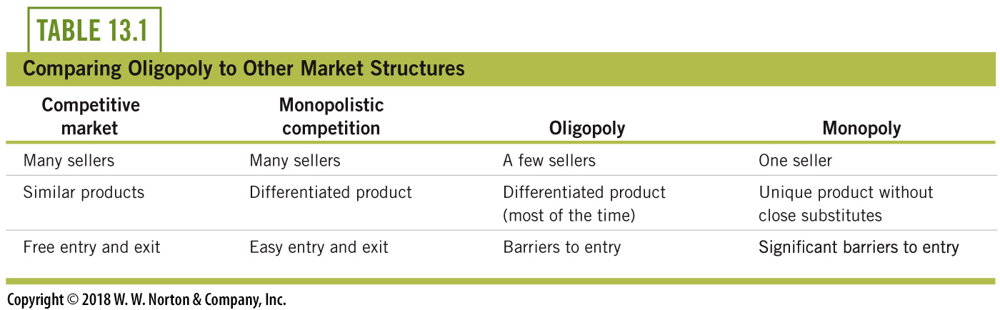 TABLE 13.1
Comparing Oligopoly to Other Market Structures
Competitive market
Monopolistic competition
Oligopoly
Monopoly
Many sellers
Many sellers
A few sellers
One seller
Similar products
Differentiated product
Differentiated product
(most of the time)
Unique product without
close substitutes
Free entry and exit
Easy entry and exit
Barriers to entry
Significant barriers to entry
Copyright © 2018 W. W. Norton & Company, Inc.